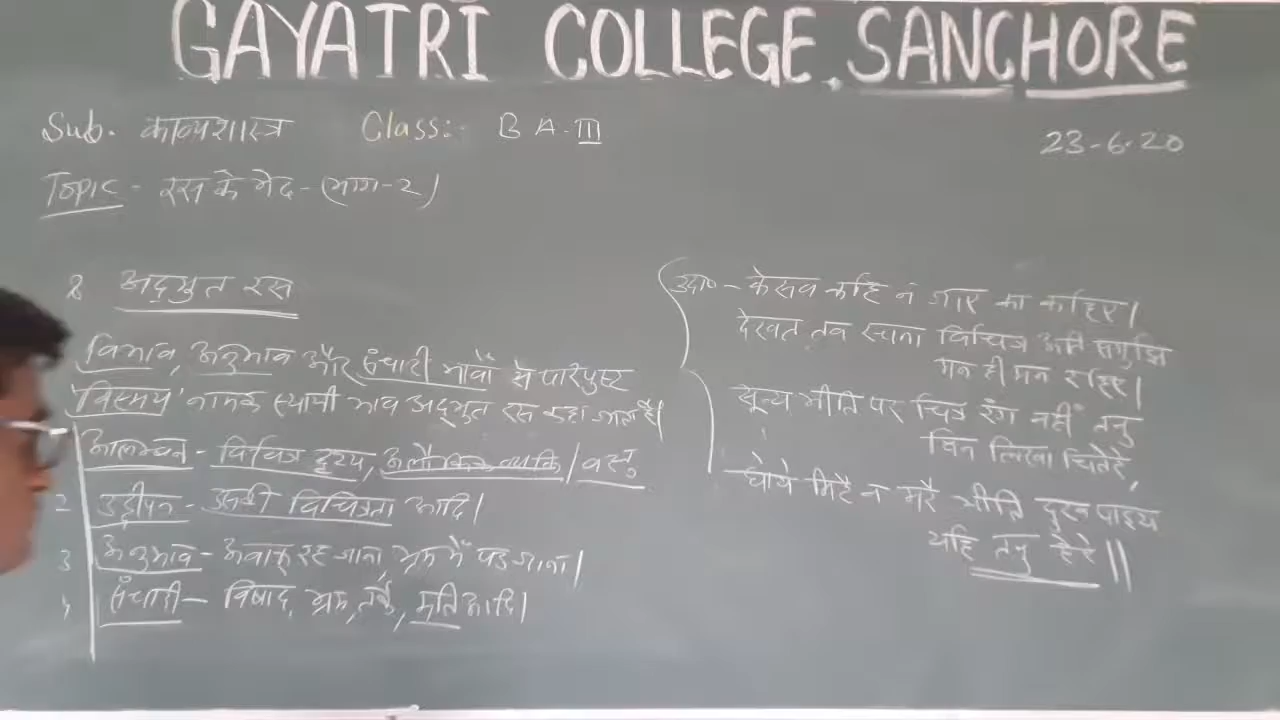 GAYATRI COLLEGE, SANCHORE
Sub. काव्यशास्त्र Class:- B A-III
23-6-20
Topic - रस के भेद - (भाग-2)
8 अद्भुत रस
विभाव, अनुभाव और संचारी भावों से परिपुष्ट
'विस्मय' नामक स्थायी भाव अद्भुत रस कहा जाता है।
आलम्बन - विचित्र दृश्य, अलौकिक व्यक्ति / वस्तु
2 उद्दीपन - उसकी विचित्रता आदि।
3 अनुभाव - अवाक् रह जाना, भ्रम में पड जाना।
4 संचारी - विषाद, भ्रम, तर्क, मति आदि।
उदा० - केसव कहि न जाए का कहिए।
देखत तव रचना विचित्र अति समुझि
मन ही मन रहिए।
सून्य भीति पर चित्र रंग नहीं तनु
बिन लिखा चितेरे,
धोये मिटै न मरै भीति दुख पाइय
यहि तनु हेरे॥